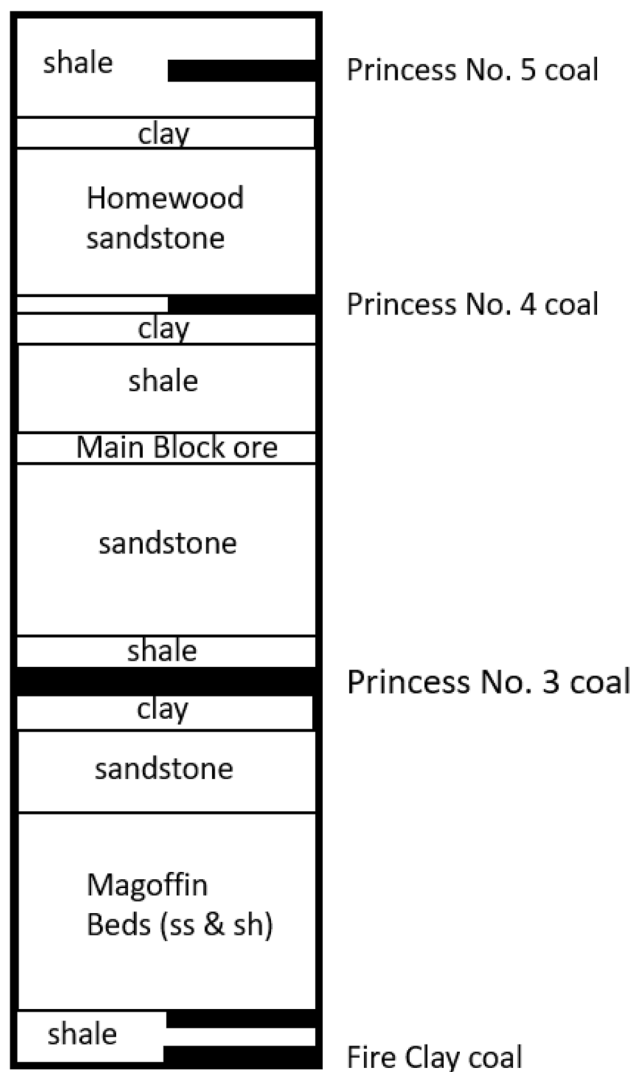 shale
Princess No. 5 coal
clay
Homewood
sandstone
Princess No. 4 coal
clay
shale
Main Block ore
sandstone
shale
Princess No. 3 coal
clay
sandstone
Magoffin
Beds (ss & sh)
shale
Fire Clay coal